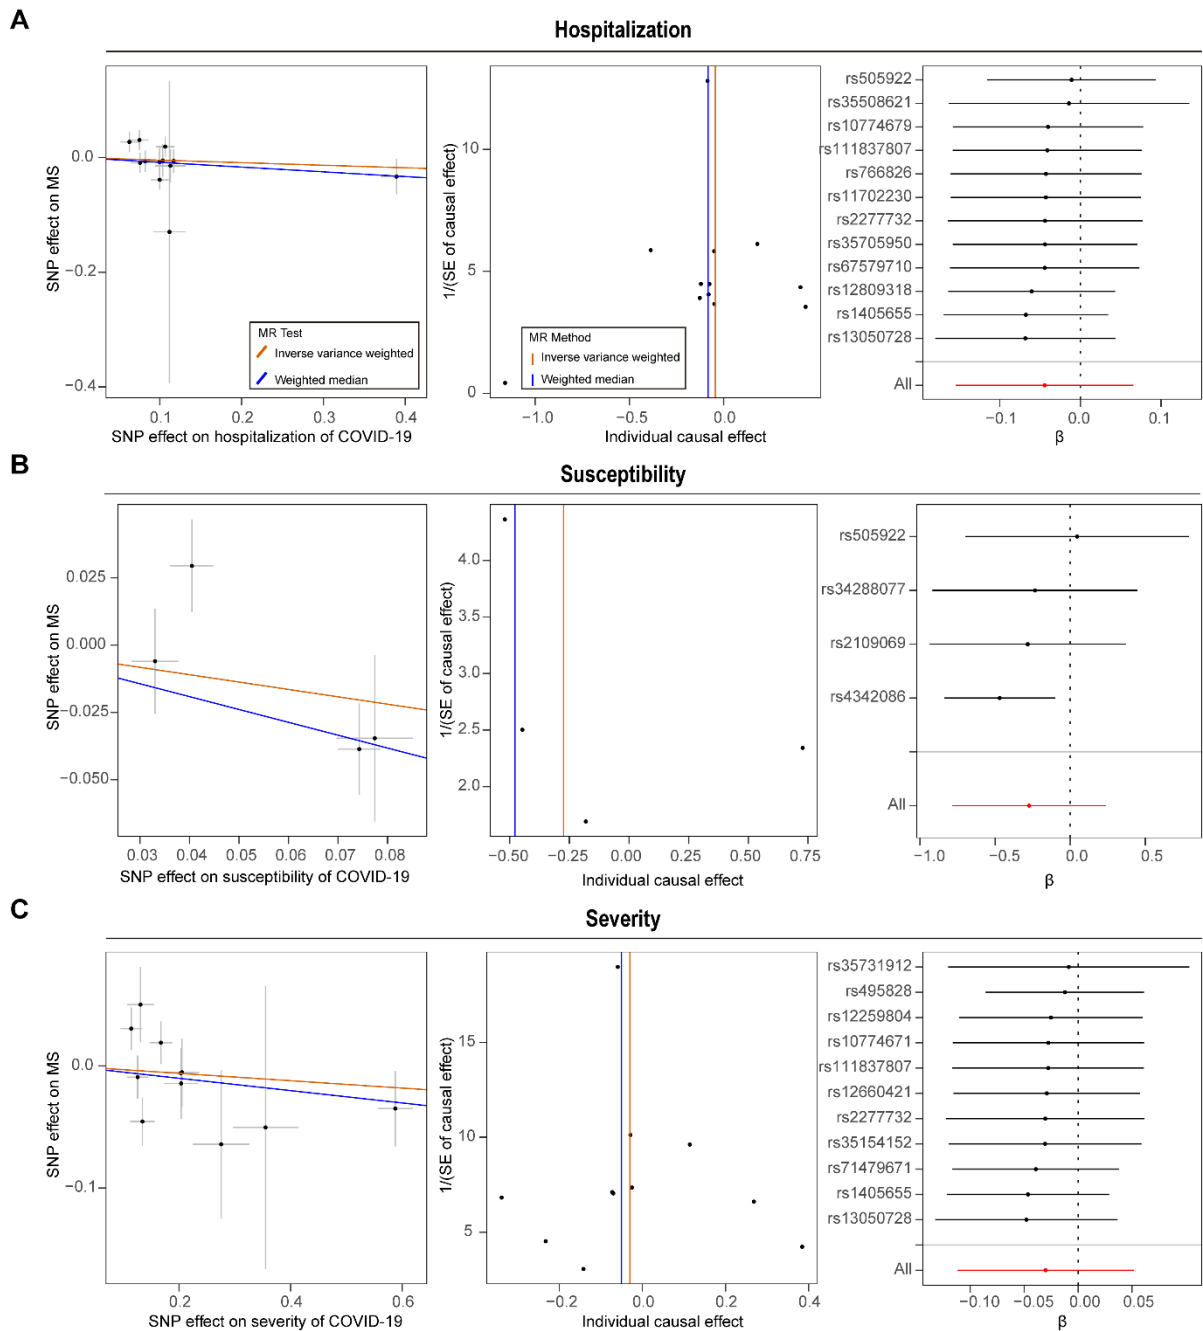 A
Hospitalization
0.0
−0.2
−0.4
SNP effect on MS
0.1
0.2
0.3
0.4
SNP effect on hospitalization of COVID-19
MR Test
Inverse variance weighted
Weighted median
10
5
0
1/(SE of causal effect)
−1.0
−0.5
0.0
Individual causal effect
MR Method
Inverse variance weighted
Weighted median
rs505922
rs35508621
rs10774679
rs111837807
rs766826
rs11702230
rs2277732
rs35705950
rs67579710
rs12809318
rs1405655
rs13050728
All
−0.1
0.0
0.1
β
B
Susceptibility
0.025
0.000
−0.025
−0.050
SNP effect on MS
0.03
0.04
0.05
0.06
0.07
0.08
SNP effect on susceptibility of COVID-19
4.0
3.5
3.0
2.5
2.0
1/(SE of causal effect)
−0.50
−0.25
0.00
0.25
0.50
0.75
Individual causal effect
rs505922
rs34288077
rs2109069
rs4342086
All
−1.0
−0.5
0.0
0.5
β
C
Severity
0.0
−0.1
SNP effect on MS
0.2
0.4
0.6
SNP effect on severity of COVID-19
15
10
5
1/(SE of causal effect)
−0.2
0.0
0.2
0.4
Individual causal effect
rs35731912
rs495828
rs12259804
rs10774671
rs111837807
rs12660421
rs2277732
rs35154152
rs71479671
rs1405655
rs13050728
All
−0.10
−0.05
0.00
0.05
β